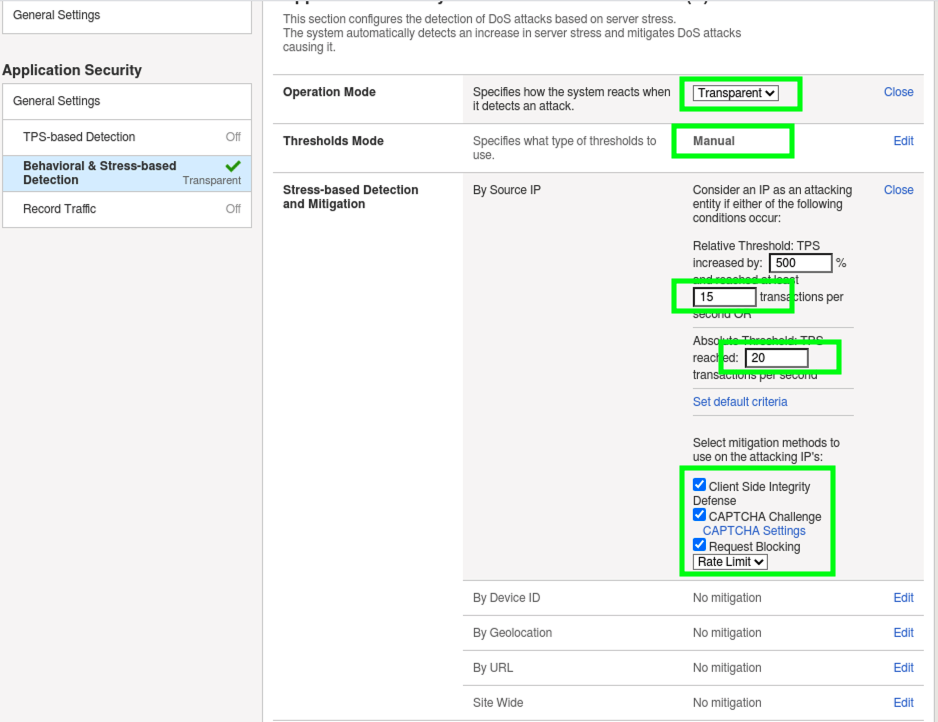 General Settings
Application Security
General Settings
TPS-based Detection Off
Behavioral & Stress-based
Detection Transparent
Record Traffic Off
This section configures the detection of DoS attacks based on server stress.
The system automatically detects an increase in server stress and mitigates DoS attacks
causing it.
Operation Mode
Specifies how the system reacts when
it detects an attack.
Transparent
Close
Thresholds Mode
Specifies what type of thresholds to
use.
Manual
Edit
Stress-based Detection
and Mitigation
By Source IP
Consider an IP as an attacking
entity if either of the following
conditions occur:
Close
Relative Threshold: TPS
increased by: 500 %
and reached at least
15 transactions per
second OR
Absolute Threshold: TPS
reached: 20
transactions per second
Set default criteria
Select mitigation methods to
use on the attacking IP's:
Client Side Integrity
Defense
CAPTCHA Challenge
CAPTCHA Settings
Request Blocking
Rate Limit
By Device ID No mitigation Edit
By Geolocation No mitigation Edit
By URL No mitigation Edit
Site Wide No mitigation Edit